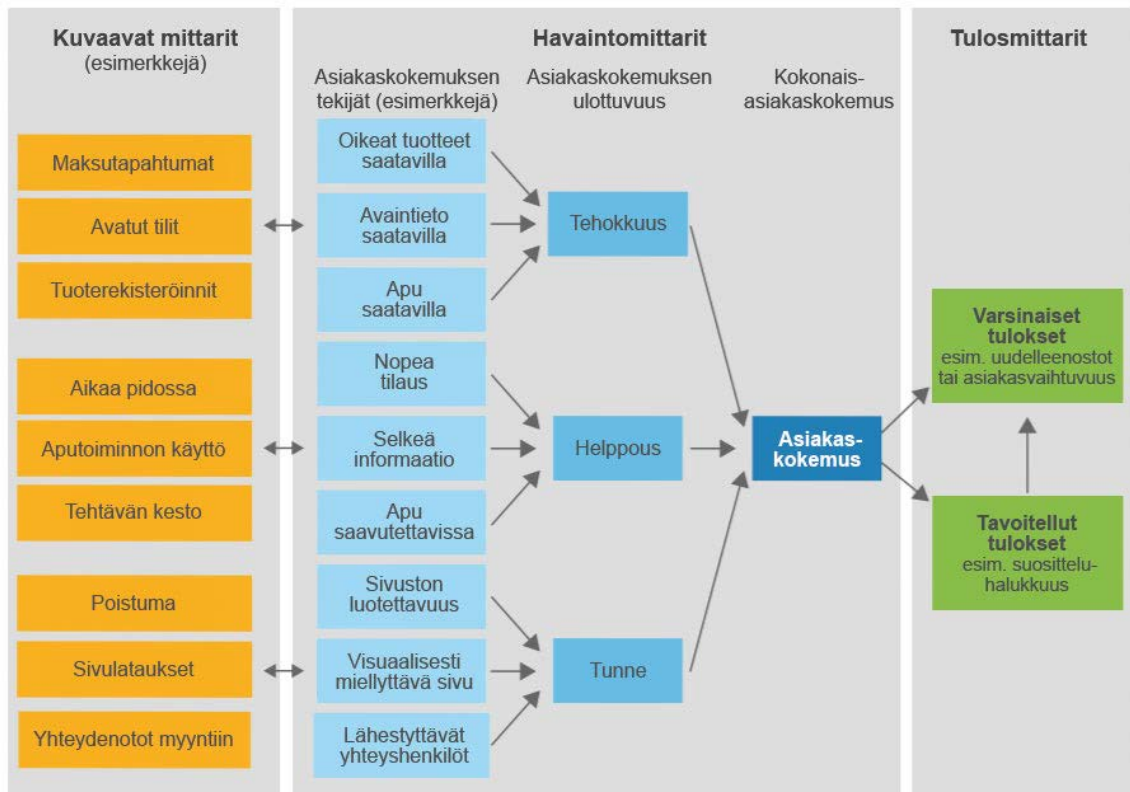 Kuvaavat mittarit
(esimerkkejä)
Maksutapahtumat
Avatut tilit
Tuoterekisteröinnit
Aikaa pidossa
Aputoiminnon käyttö
Tehtävän kesto
Poistuma
Sivulataukset
Yhteydenotot myyntiin
Havaintomittarit
Asiakaskokemuksen
tekijät (esimerkkejä)
Oikeat tuotteet
saatavilla
Avaintieto
saatavilla
Apu
saatavilla
Nopea
tilaus
Selkeä
informaatio
Apu
saavutettavissa
Sivuston
luotettavuus
Visuaalisesti
miellyttävä sivu
Lähestyttävät
yhteyshenkilöt
Asiakaskokemuksen
ulottuvuus
Tehokkuus
Helppous
Tunne
Kokonais-
asiakaskokemus
Asiakas-
kokemus
Tulosmittarit
Varsinaiset
tulokset
esim. uudelleenostot
tai asiakasvaihtuvuus
Tavoitellut
tulokset
esim. suosittelu-
halukkuus